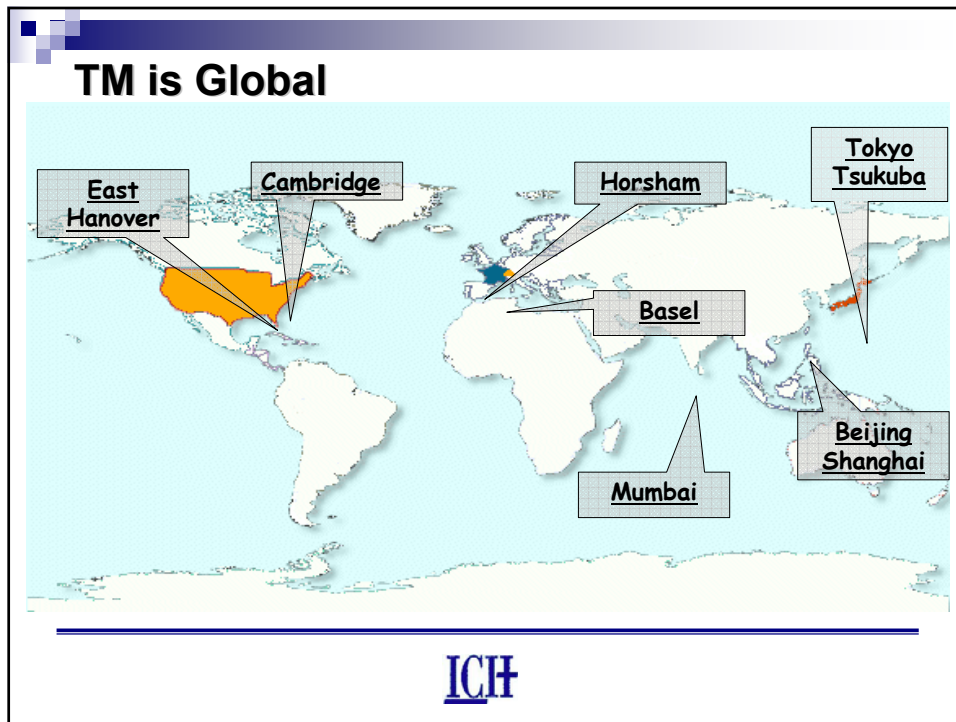 TM is Global
East
Hanover
Cambridge
Horsham
Tokyo
Tsukuba
Basel
Beijing
Shanghai
Mumbai
ICH